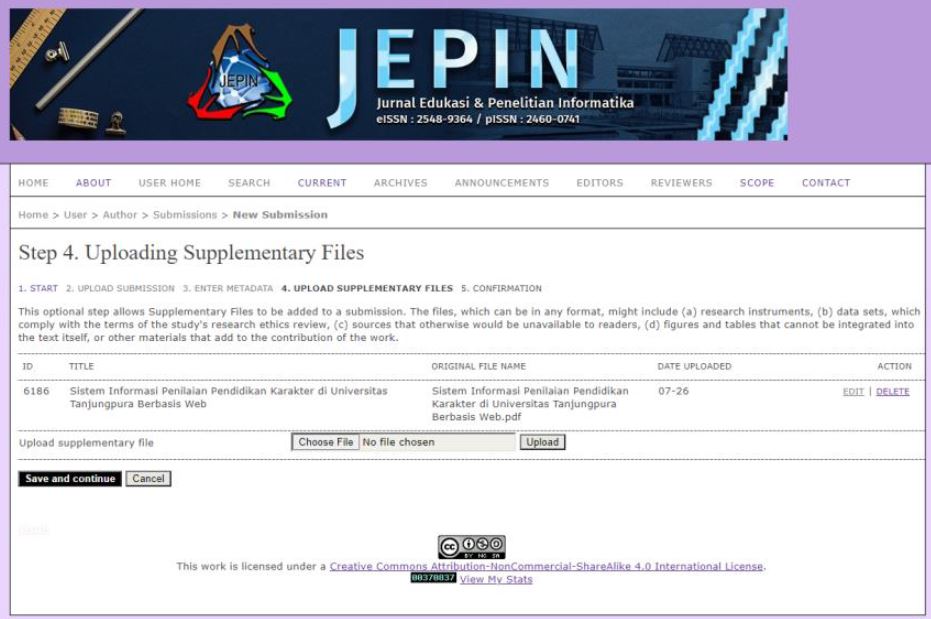 JEPIN
JEPIN
Jurnal Edukasi & Penelitian Informatika
eISSN : 2548-9364 / pISSN : 2460-0741
HOME ABOUT USER HOME SEARCH CURRENT ARCHIVES ANNOUNCEMENTS EDITORS REVIEWERS SCOPE CONTACT
Home > User > Author > Submissions > New Submission
Step 4. Uploading Supplementary Files
1. START 2. UPLOAD SUBMISSION 3. ENTER METADATA 4. UPLOAD SUPPLEMENTARY FILES 5. CONFIRMATION
This optional step allows Supplementary Files to be added to a submission. The files, which can be in any format, might include (a) research instruments, (b) data sets, which
comply with the terms of the study's research ethics review, (c) sources that otherwise would be unavailable to readers, (d) figures and tables that cannot be integrated into
the text itself, or other materials that add to the contribution of the work.
ID TITLE ORIGINAL FILE NAME DATE UPLOADED ACTION
6186 Sistem Informasi Penilaian Pendidikan Karakter di Universitas Sistem Informasi Penilaian Pendidikan 07-26 EDIT | DELETE
Tanjungpura Berbasis Web Karakter di Universitas Tanjungpura
Berbasis Web.pdf
Upload supplementary file Choose File No file chosen Upload
Save and continue Cancel
CC BY NC SA
This work is licensed under a Creative Commons Attribution-NonCommercial-ShareAlike 4.0 International License.
00370837 View My Stats